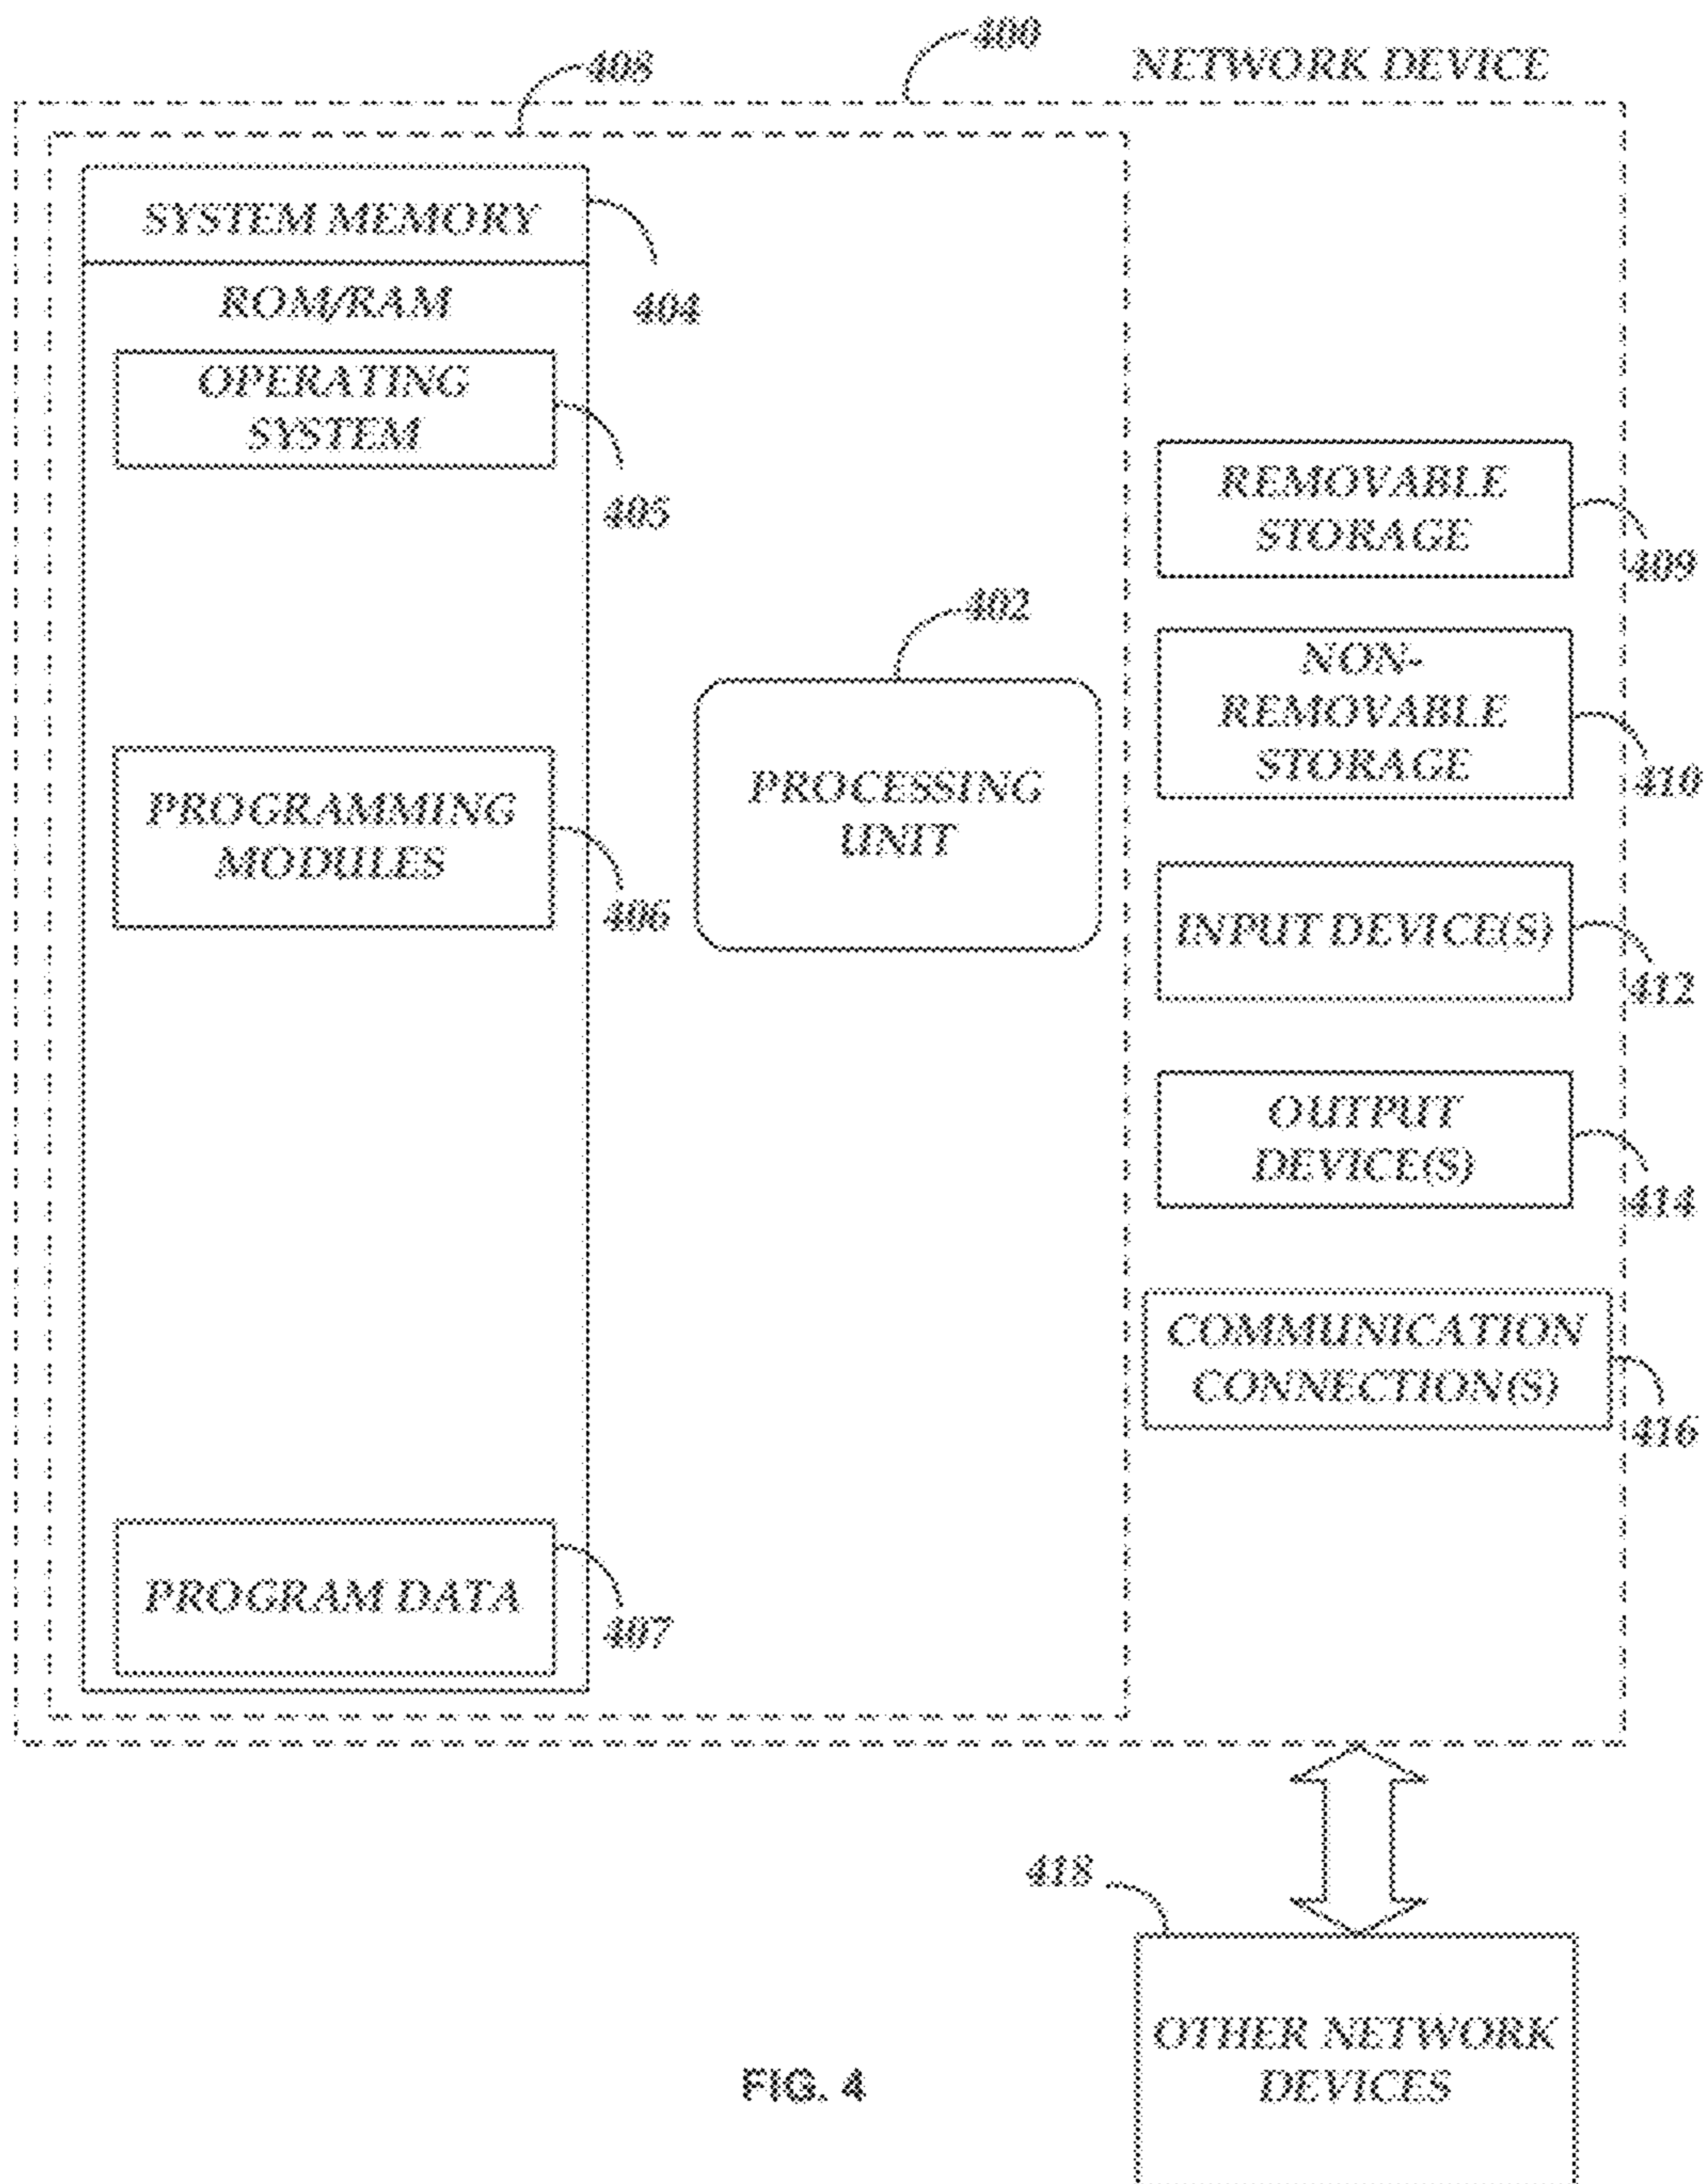 400
NETWORK DEVICE
408
SYSTEM MEMORY
404
ROM/RAM
OPERATING
SYSTEM
405
REMOVABLE
STORAGE
409
402
NON-
REMOVABLE
STORAGE
410
PROGRAMMING
MODULES
406
PROCESSING
UNIT
INPUT DEVICE(S)
412
OUTPUT
DEVICE(S)
414
COMMUNICATION
CONNECTION(S)
416
PROGRAM DATA
407
418
OTHER NETWORK
DEVICES
FIG. 4